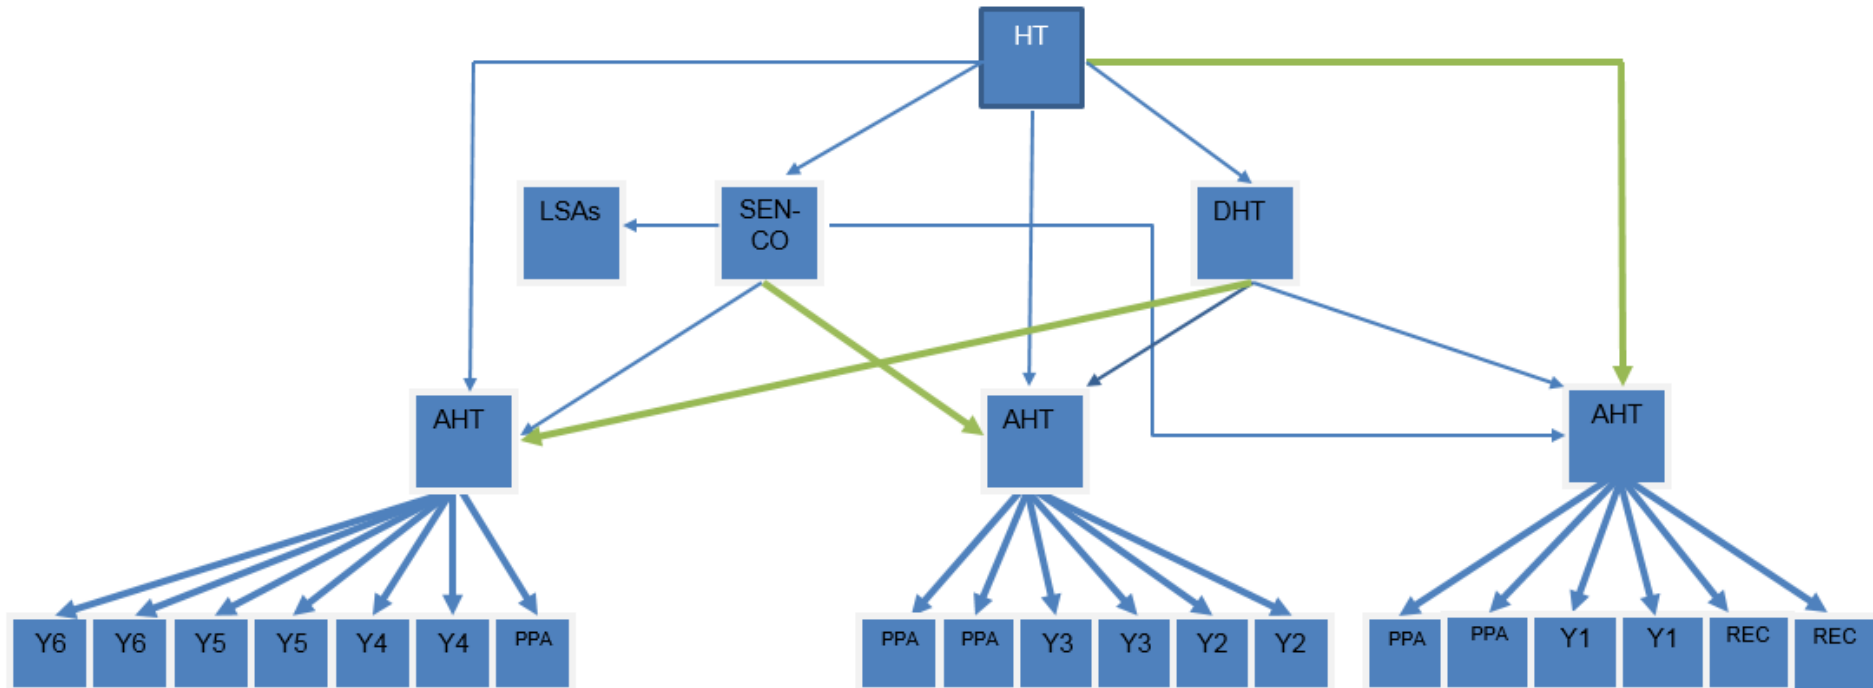 HT
LSAs
SEN-
CO
DHT
AHT
AHT
AHT
Y6
Y6
Y5
Y5
Y4
Y4
PPA
PPA
PPA
Y3
Y3
Y2
Y2
PPA
PPA
Y1
Y1
REC
REC